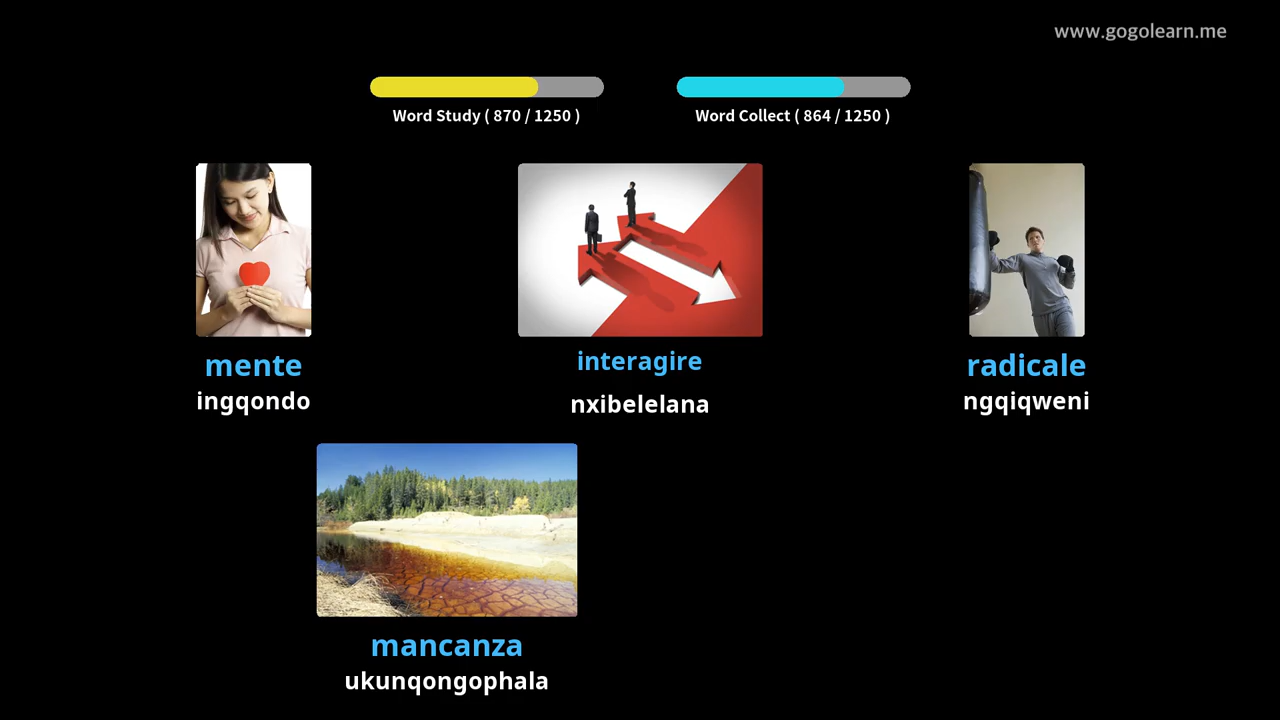 www.gogolearn.me
Word Study ( 870 / 1250 )
Word Collect ( 864 / 1250 )
mente
ingqondo
interagire
nxibelelana
radicale
ngqiqweni
mancanza
ukunqongophala